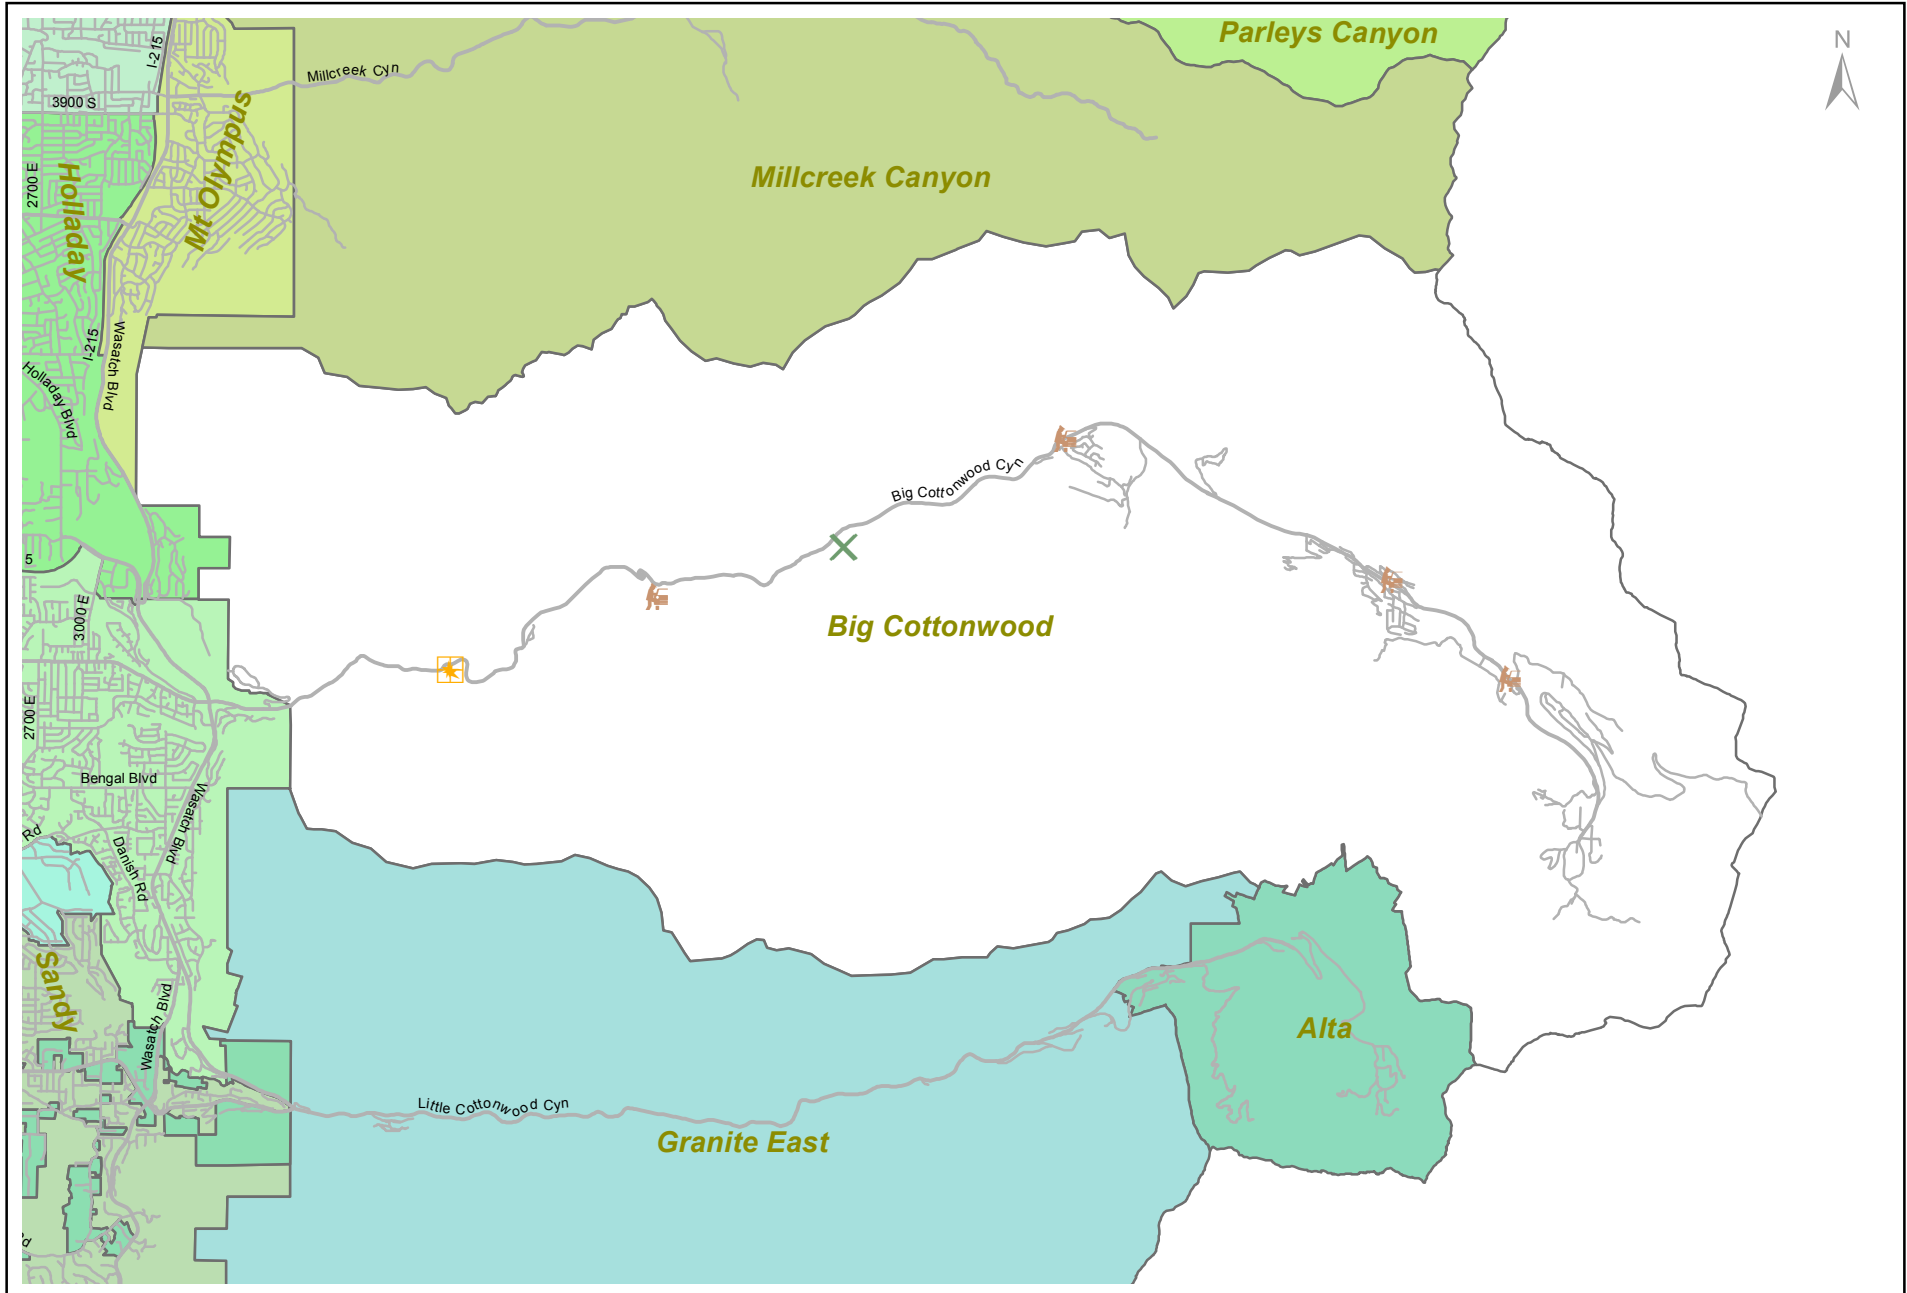 Parleys Canyon
N
I-215
Millcreek Cyn
3900 S
Mt Olympus
2700 E
Holladay
Millcreek Canyon
I-215
Wasatch Blvd
Holladay Blvd
Big Cottonwood Cyn
5
3000 E
Big Cottonwood
2700 E
Bengal Blvd
Wasatch Blvd
Rd
Danish Rd
Sandy
Wasatch Blvd
Alta
Little Cottonwood Cyn
Granite East